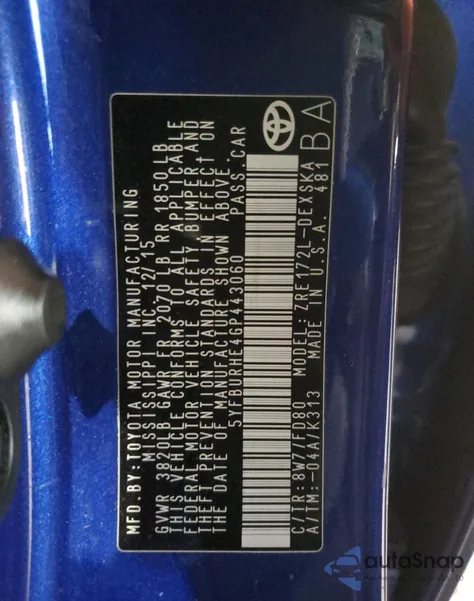 MFD.BY:TOYOTA MOTOR MANUFACTURING
MISSISSIPPI INC. 12/15
GVWR 3820LB GAWR FR 2070 LB RR 1850LB
THIS VEHICLE CONFORMS TO ALL APPLICABLE
FEDERAL MOTOR VEHICLE SAFETY, BUMPER, AND
THEFT PREVENTION STANDARDS IN EFFECT ON
THE DATE OF MANUFACTURE SHOWN ABOVE.
5YFBURHE4GP443060 PASS.CAR
C/TR:8W7/FD80 MODEL:ZRE172L-DEXSKA
A/TM:-04A/K313 MADE IN U.S.A. 481
BA
autoSnap